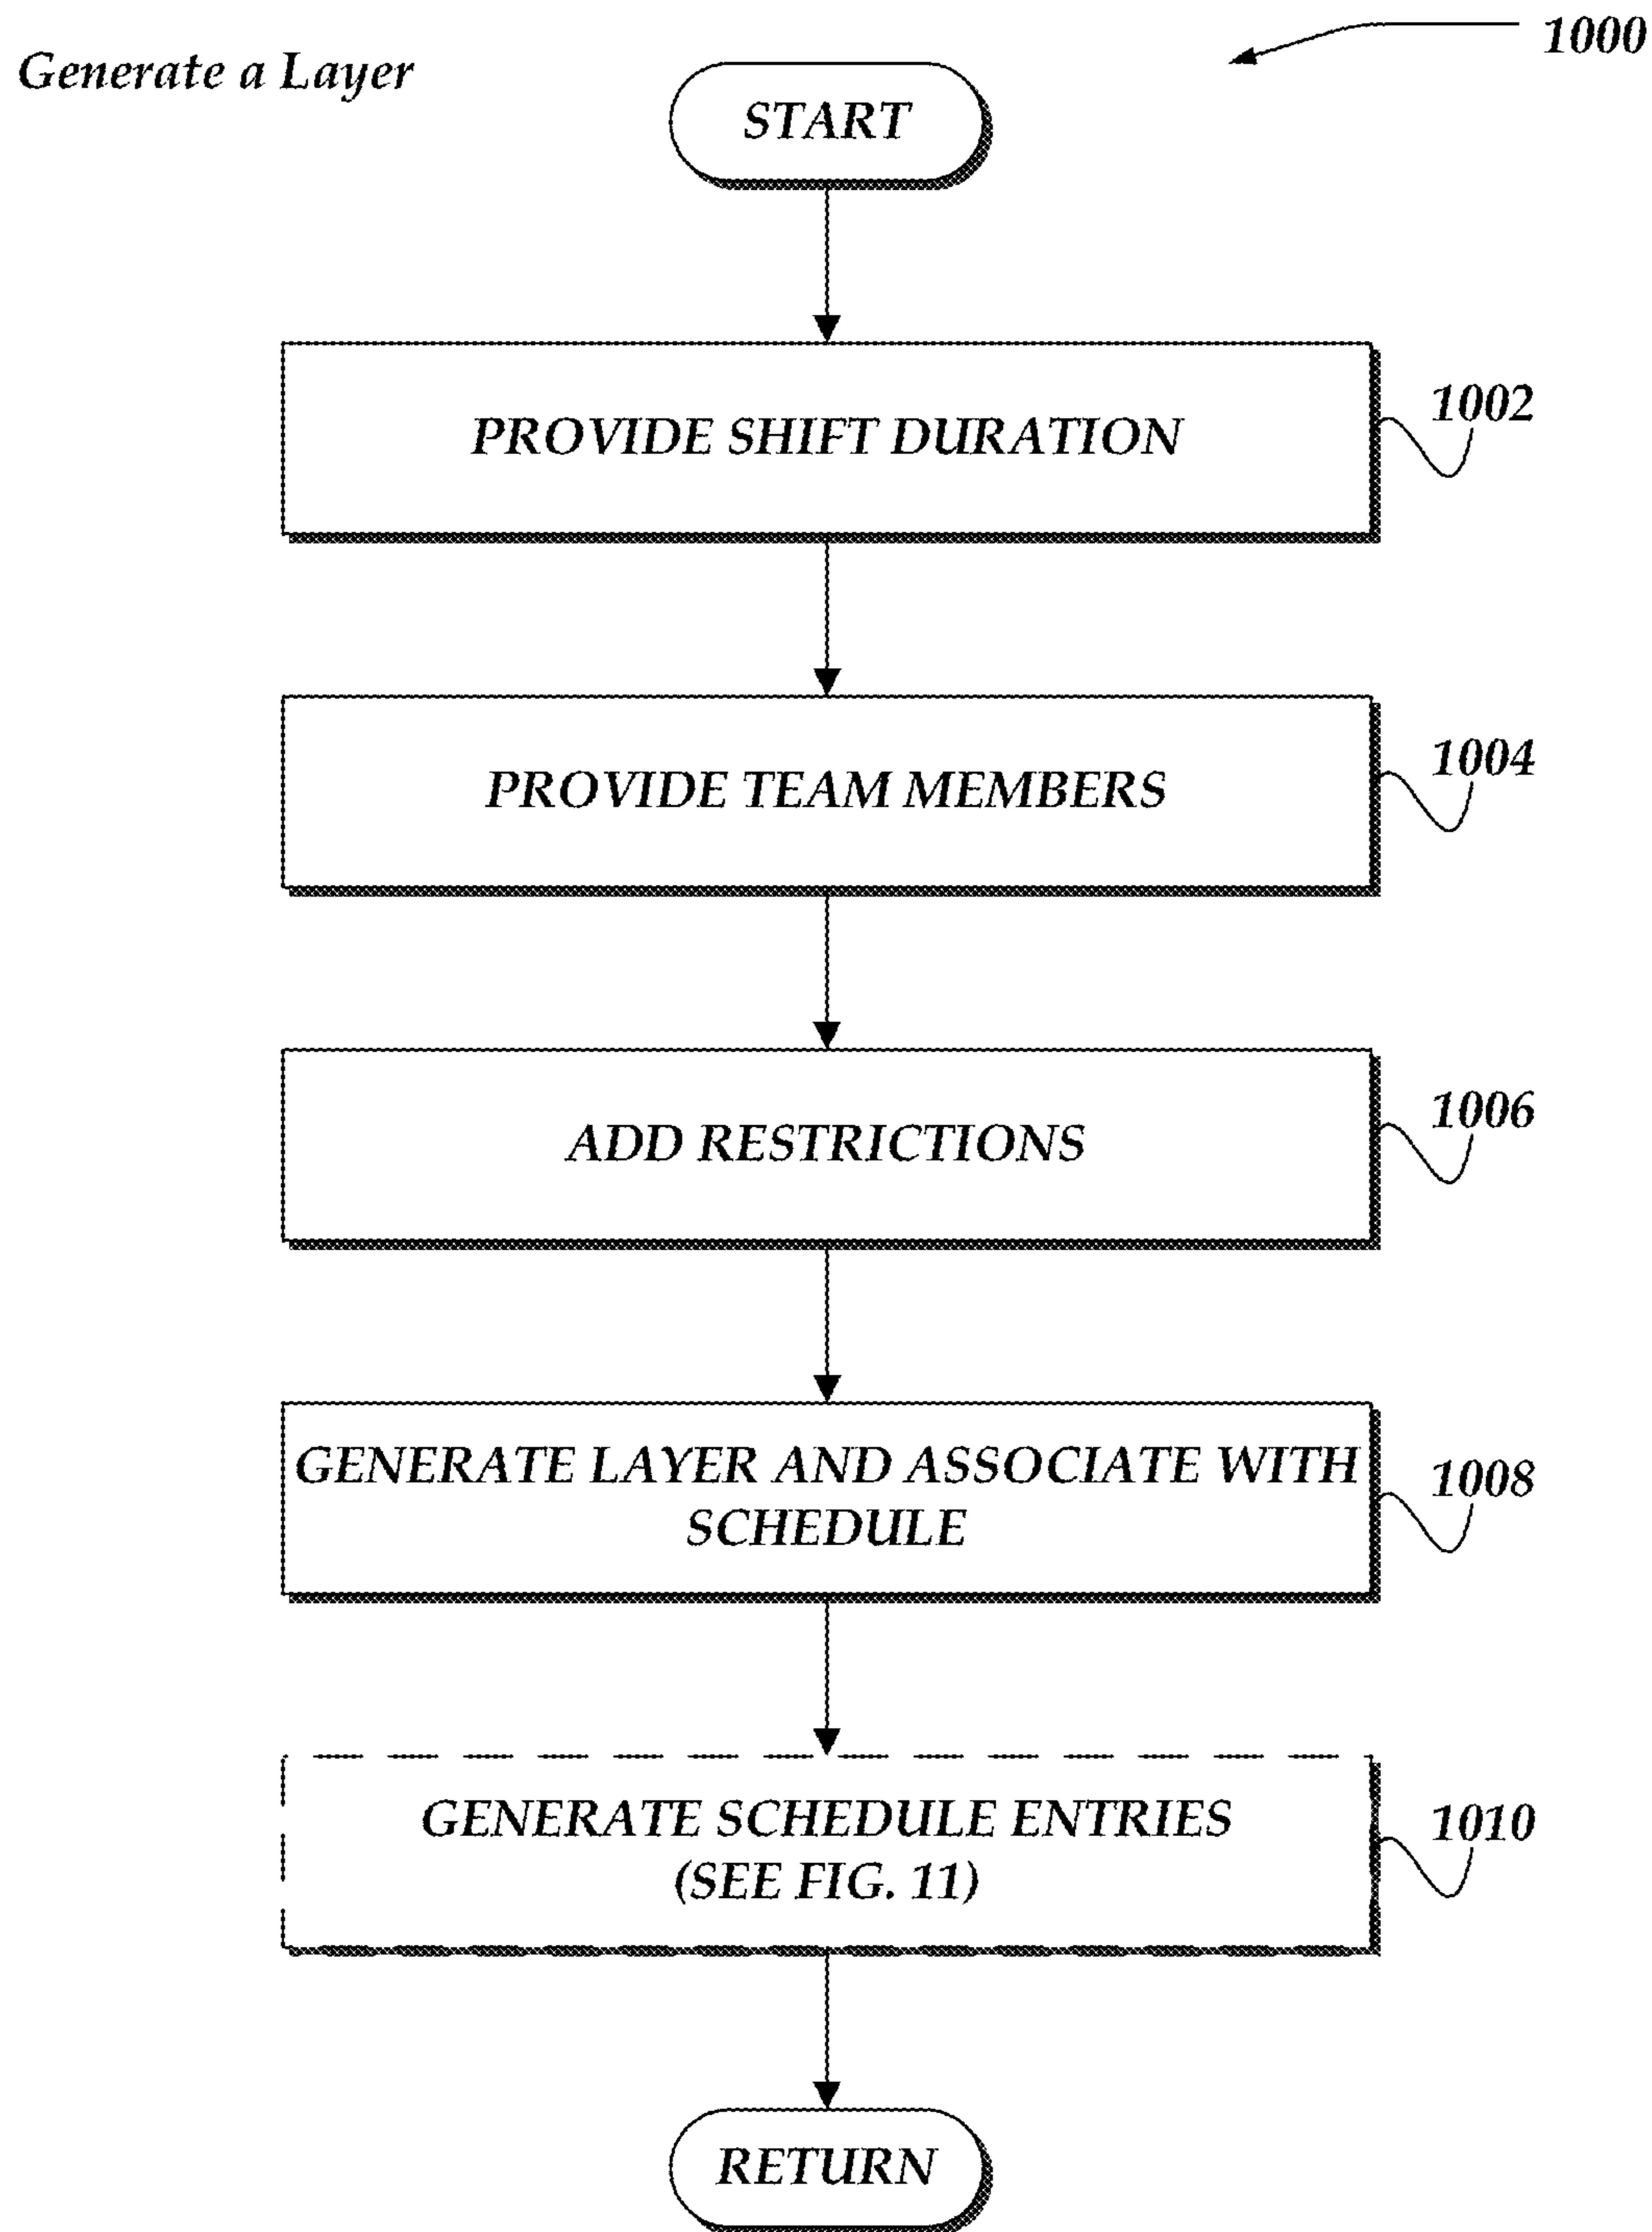 1000
Generate a Layer
START
PROVIDE SHIFT DURATION
1002
PROVIDE TEAM MEMBERS
1004
ADD RESTRICTIONS
1006
GENERATE LAYER AND ASSOCIATE WITH
SCHEDULE
1008
GENERATE SCHEDULE ENTRIES
(SEE FIG. 11)
1010
RETURN